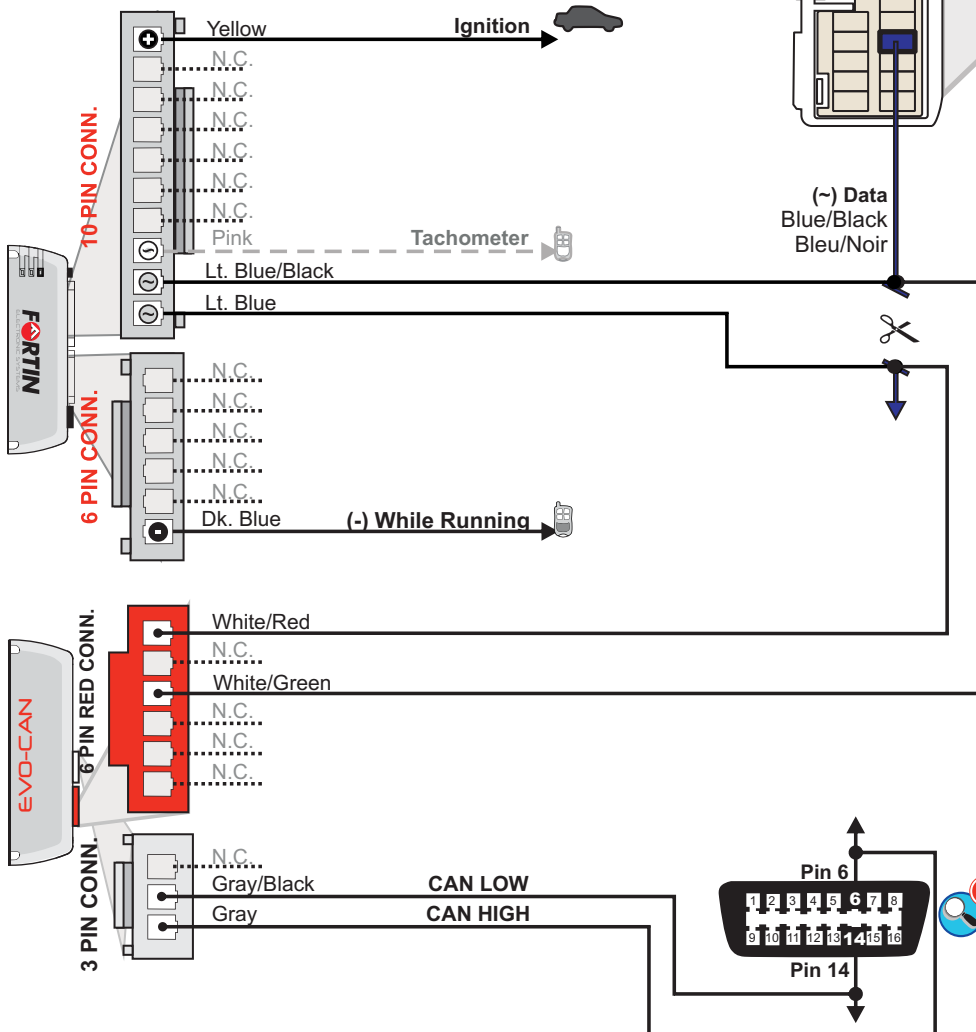 Yellow
Ignition
N.C.
N.C.
N.C.
N.C.
N.C.
N.C.
Pink
Tachometer
Lt. Blue/Black
Lt. Blue
10 PIN CONN.
(~) Data
Blue/Black
Bleu/Noir
FORTIN
ELECTRONIC SYSTEMS
6 PIN CONN.
N.C.
N.C.
N.C.
N.C.
N.C.
Dk. Blue
(-) While Running
EVO-CAN
6 PIN RED CONN.
White/Red
N.C.
White/Green
N.C.
N.C.
N.C.
3 PIN CONN.
N.C.
Gray/Black
CAN LOW
Gray
CAN HIGH
Pin 6
1 2 3 4 5 6 7 8
9 10 11 12 13 14 15 16
Pin 14